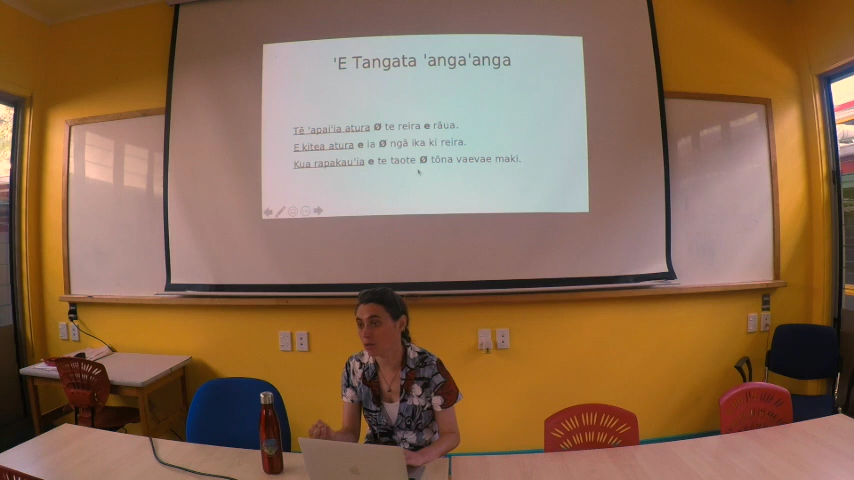 'E Tangata 'anga'anga
Tē 'apai'ia atura Ø te reira e rāua.
E kitea atura e ia Ø ngā ika ki reira.
Kua rapakau'ia e te taote Ø tōna vaevae maki.